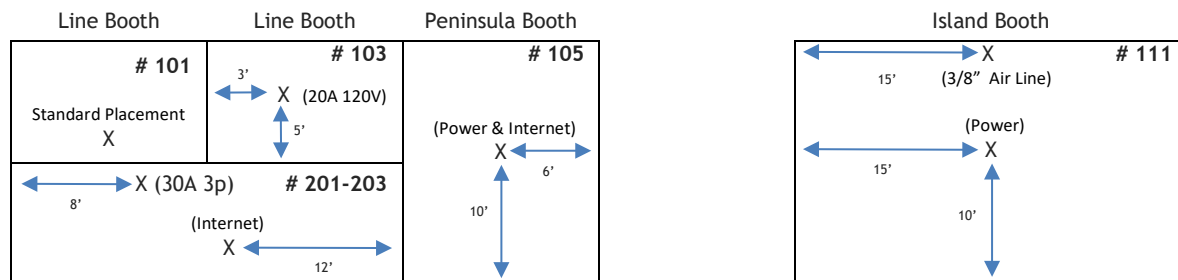 Line Booth
Line Booth
Peninsula Booth
Island Booth
# 101
# 103
# 105
# 111
3’
X (20A 120V)
5’
Standard Placement
X
(Power & Internet)
X
6’
10’
X (30A 3p)
# 201-203
8’
(Internet)
X
12’
X
15’
(3/8” Air Line)
(Power)
X
15’
10’